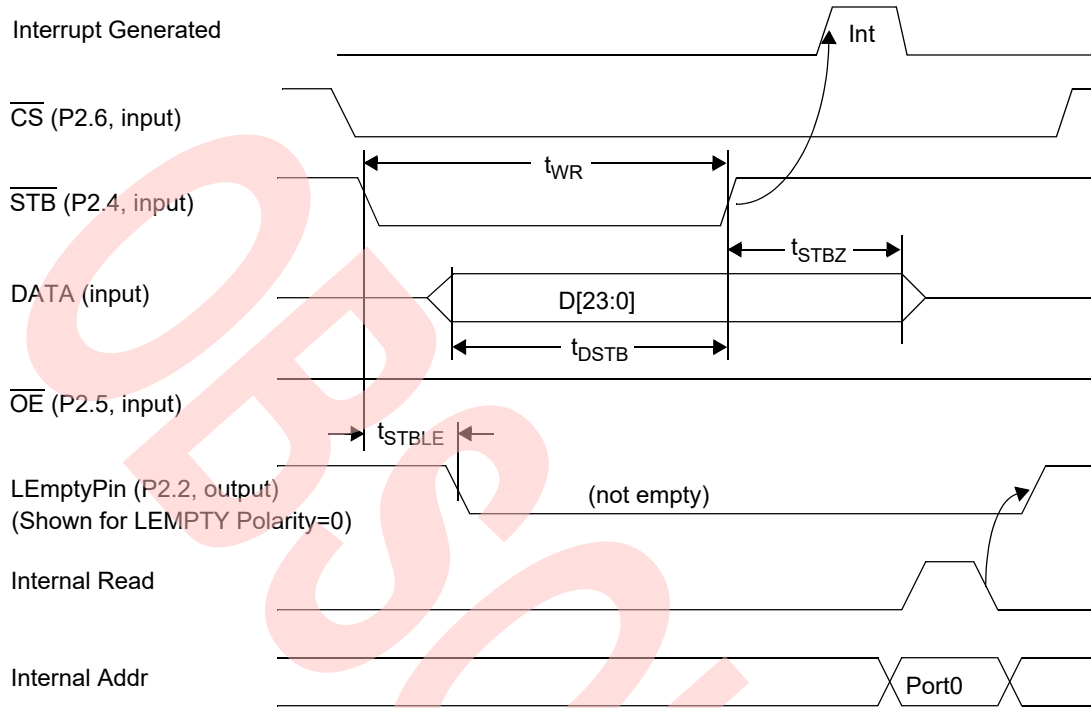 Interrupt Generated
Int
CS (P2.6, input)
tWR
STB (P2.4, input)
tSTBZ
DATA (input)
D[23:0]
tDSTB
OE (P2.5, input)
tSTBLE
LEmptyPin (P2.2, output)
(not empty)
(Shown for LEMPTY Polarity=0)
Internal Read
Internal Addr
Port0